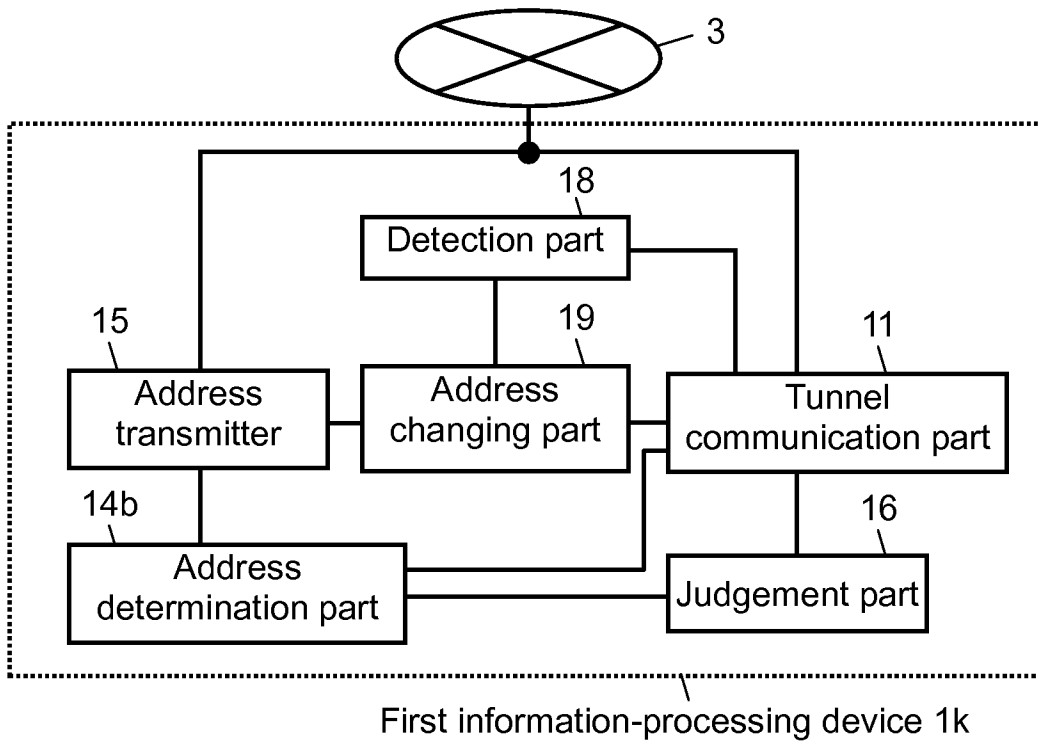 3
18
Detection part
15
19
11
Address
transmitter
Address
changing part
Tunnel
communication part
14b
16
Address
determination part
Judgement part
First information-processing device 1k